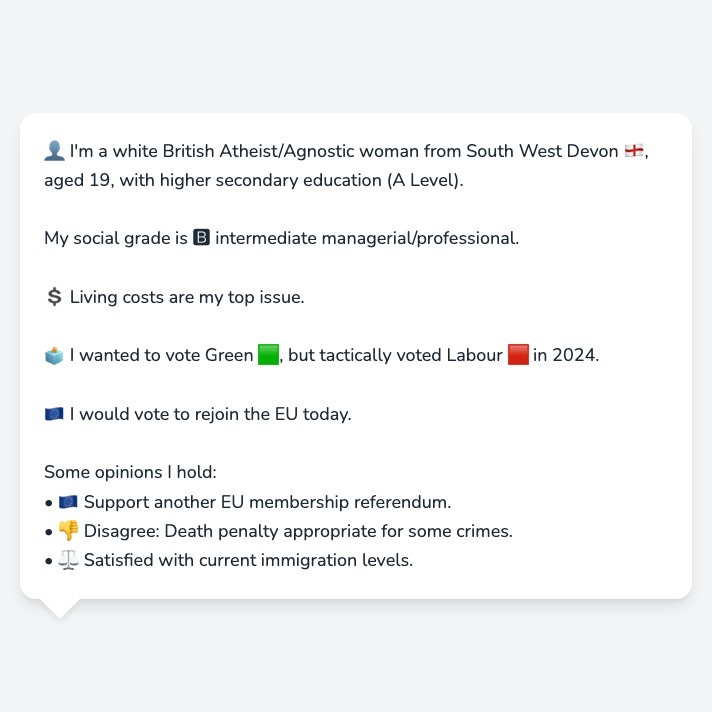 👤 I'm a white British Atheist/Agnostic woman from South West Devon 🏴󠁧󠁢󠁥󠁮󠁧󠁿,
aged 19, with higher secondary education (A Level).
My social grade is 🅱 intermediate managerial/professional.
💲 Living costs are my top issue.
🗳️ I wanted to vote Green 🟩, but tactically voted Labour 🟥 in 2024.
🇪🇺 I would vote to rejoin the EU today.
Some opinions I hold:
• 🇪🇺 Support another EU membership referendum.
• 👎 Disagree: Death penalty appropriate for some crimes.
• ⚖️ Satisfied with current immigration levels.